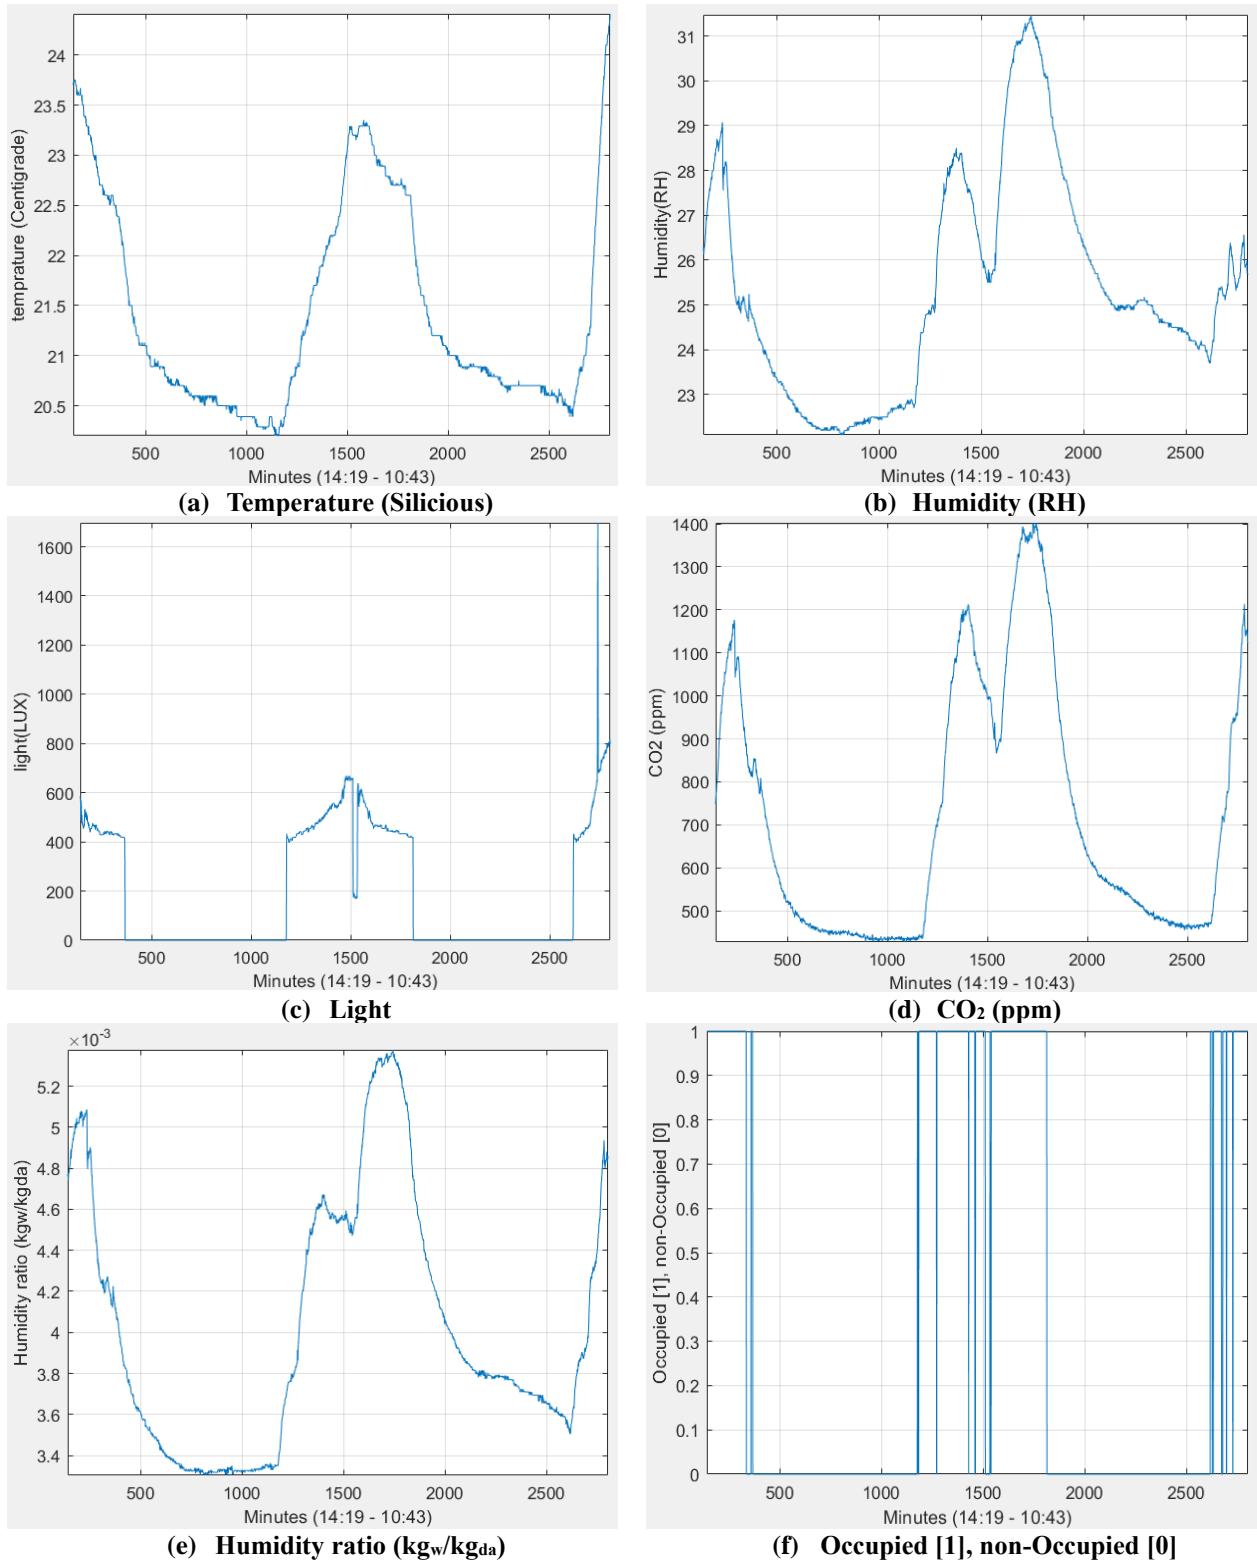 24
23.5
23
22.5
22
21.5
21
20.5
temprature (Centigrade)
500 1000 1500 2000 2500
Minutes (14:19 - 10:43)
(a) Temperature (Silicious)
31
30
29
28
27
26
25
24
23
Humidity(RH)
500 1000 1500 2000 2500
Minutes (14:19 - 10:43)
(b) Humidity (RH)
1600
1400
1200
1000
800
600
400
200
0
light(LUX)
500 1000 1500 2000 2500
Minutes (14:19 - 10:43)
(c) Light
1400
1300
1200
1100
1000
900
800
700
600
500
CO2 (ppm)
500 1000 1500 2000 2500
Minutes (14:19 - 10:43)
(d) CO₂ (ppm)
×10⁻³
5.2
5
4.8
4.6
4.4
4.2
4
3.8
3.6
3.4
Humidity ratio (kgw/kgda)
500 1000 1500 2000 2500
Minutes (14:19 - 10:43)
(e) Humidity ratio (kgw/kgda)
1
0.9
0.8
0.7
0.6
0.5
0.4
0.3
0.2
0.1
0
Occupied [1], non-Occupied [0]
500 1000 1500 2000 2500
Minutes (14:19 - 10:43)
(f) Occupied [1], non-Occupied [0]